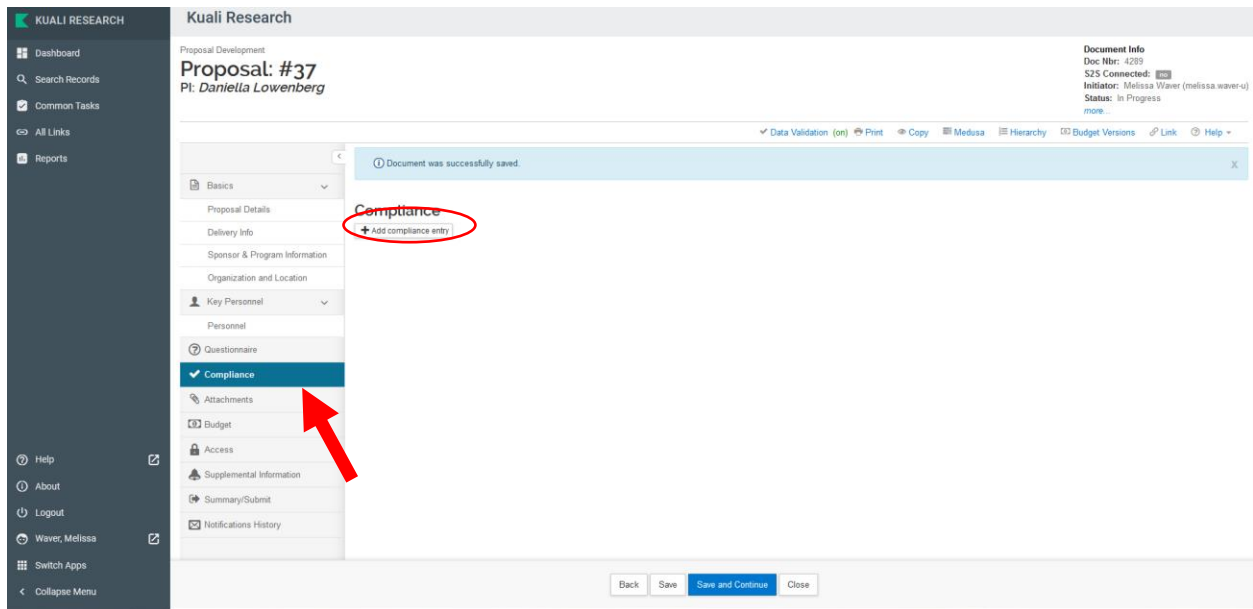 KUALI RESEARCH
Dashboard
Search Records
Common Tasks
All Links
Reports
Help
About
Logout
Waver, Melissa
Switch Apps
Collapse Menu
Kuali Research
Proposal Development
Proposal: #37
PI: Daniella Lowenberg
Document Info
Doc Nbr: 4289
S2S Connected: no
Initiator: Melissa Waver (melissa.waver-u)
Status: In Progress
more...
Data Validation (on) Print Copy Medusa Hierarchy Budget Versions Link Help
Basics
Proposal Details
Delivery Info
Sponsor & Program Information
Organization and Location
Key Personnel
Personnel
Questionnaire
Compliance
Attachments
Budget
Access
Supplemental Information
Summary/Submit
Notifications History
Document was successfully saved. x
Compliance
+ Add compliance entry
Back Save Save and Continue Close